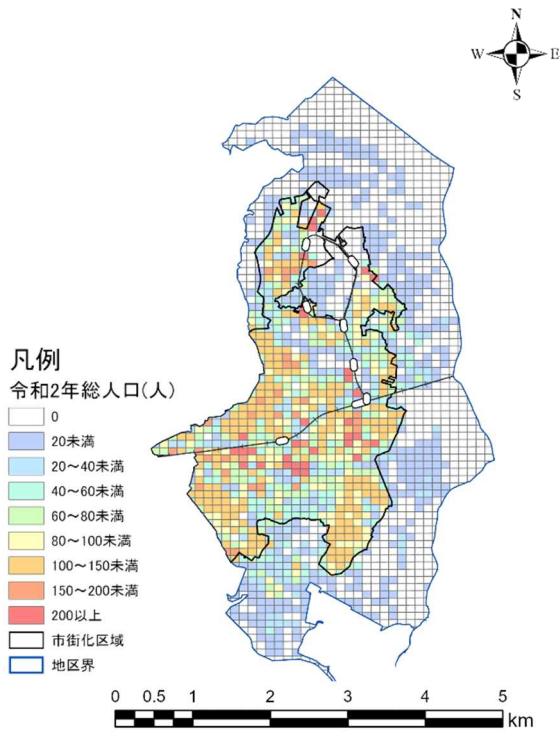 N
W E
S
凡例
令和2年総人口(人)
0
20未満
20～40未満
40～60未満
60～80未満
80～100未満
100～150未満
150～200未満
200以上
市街化区域
地区界
0 0.5 1 2 3 4 5
km